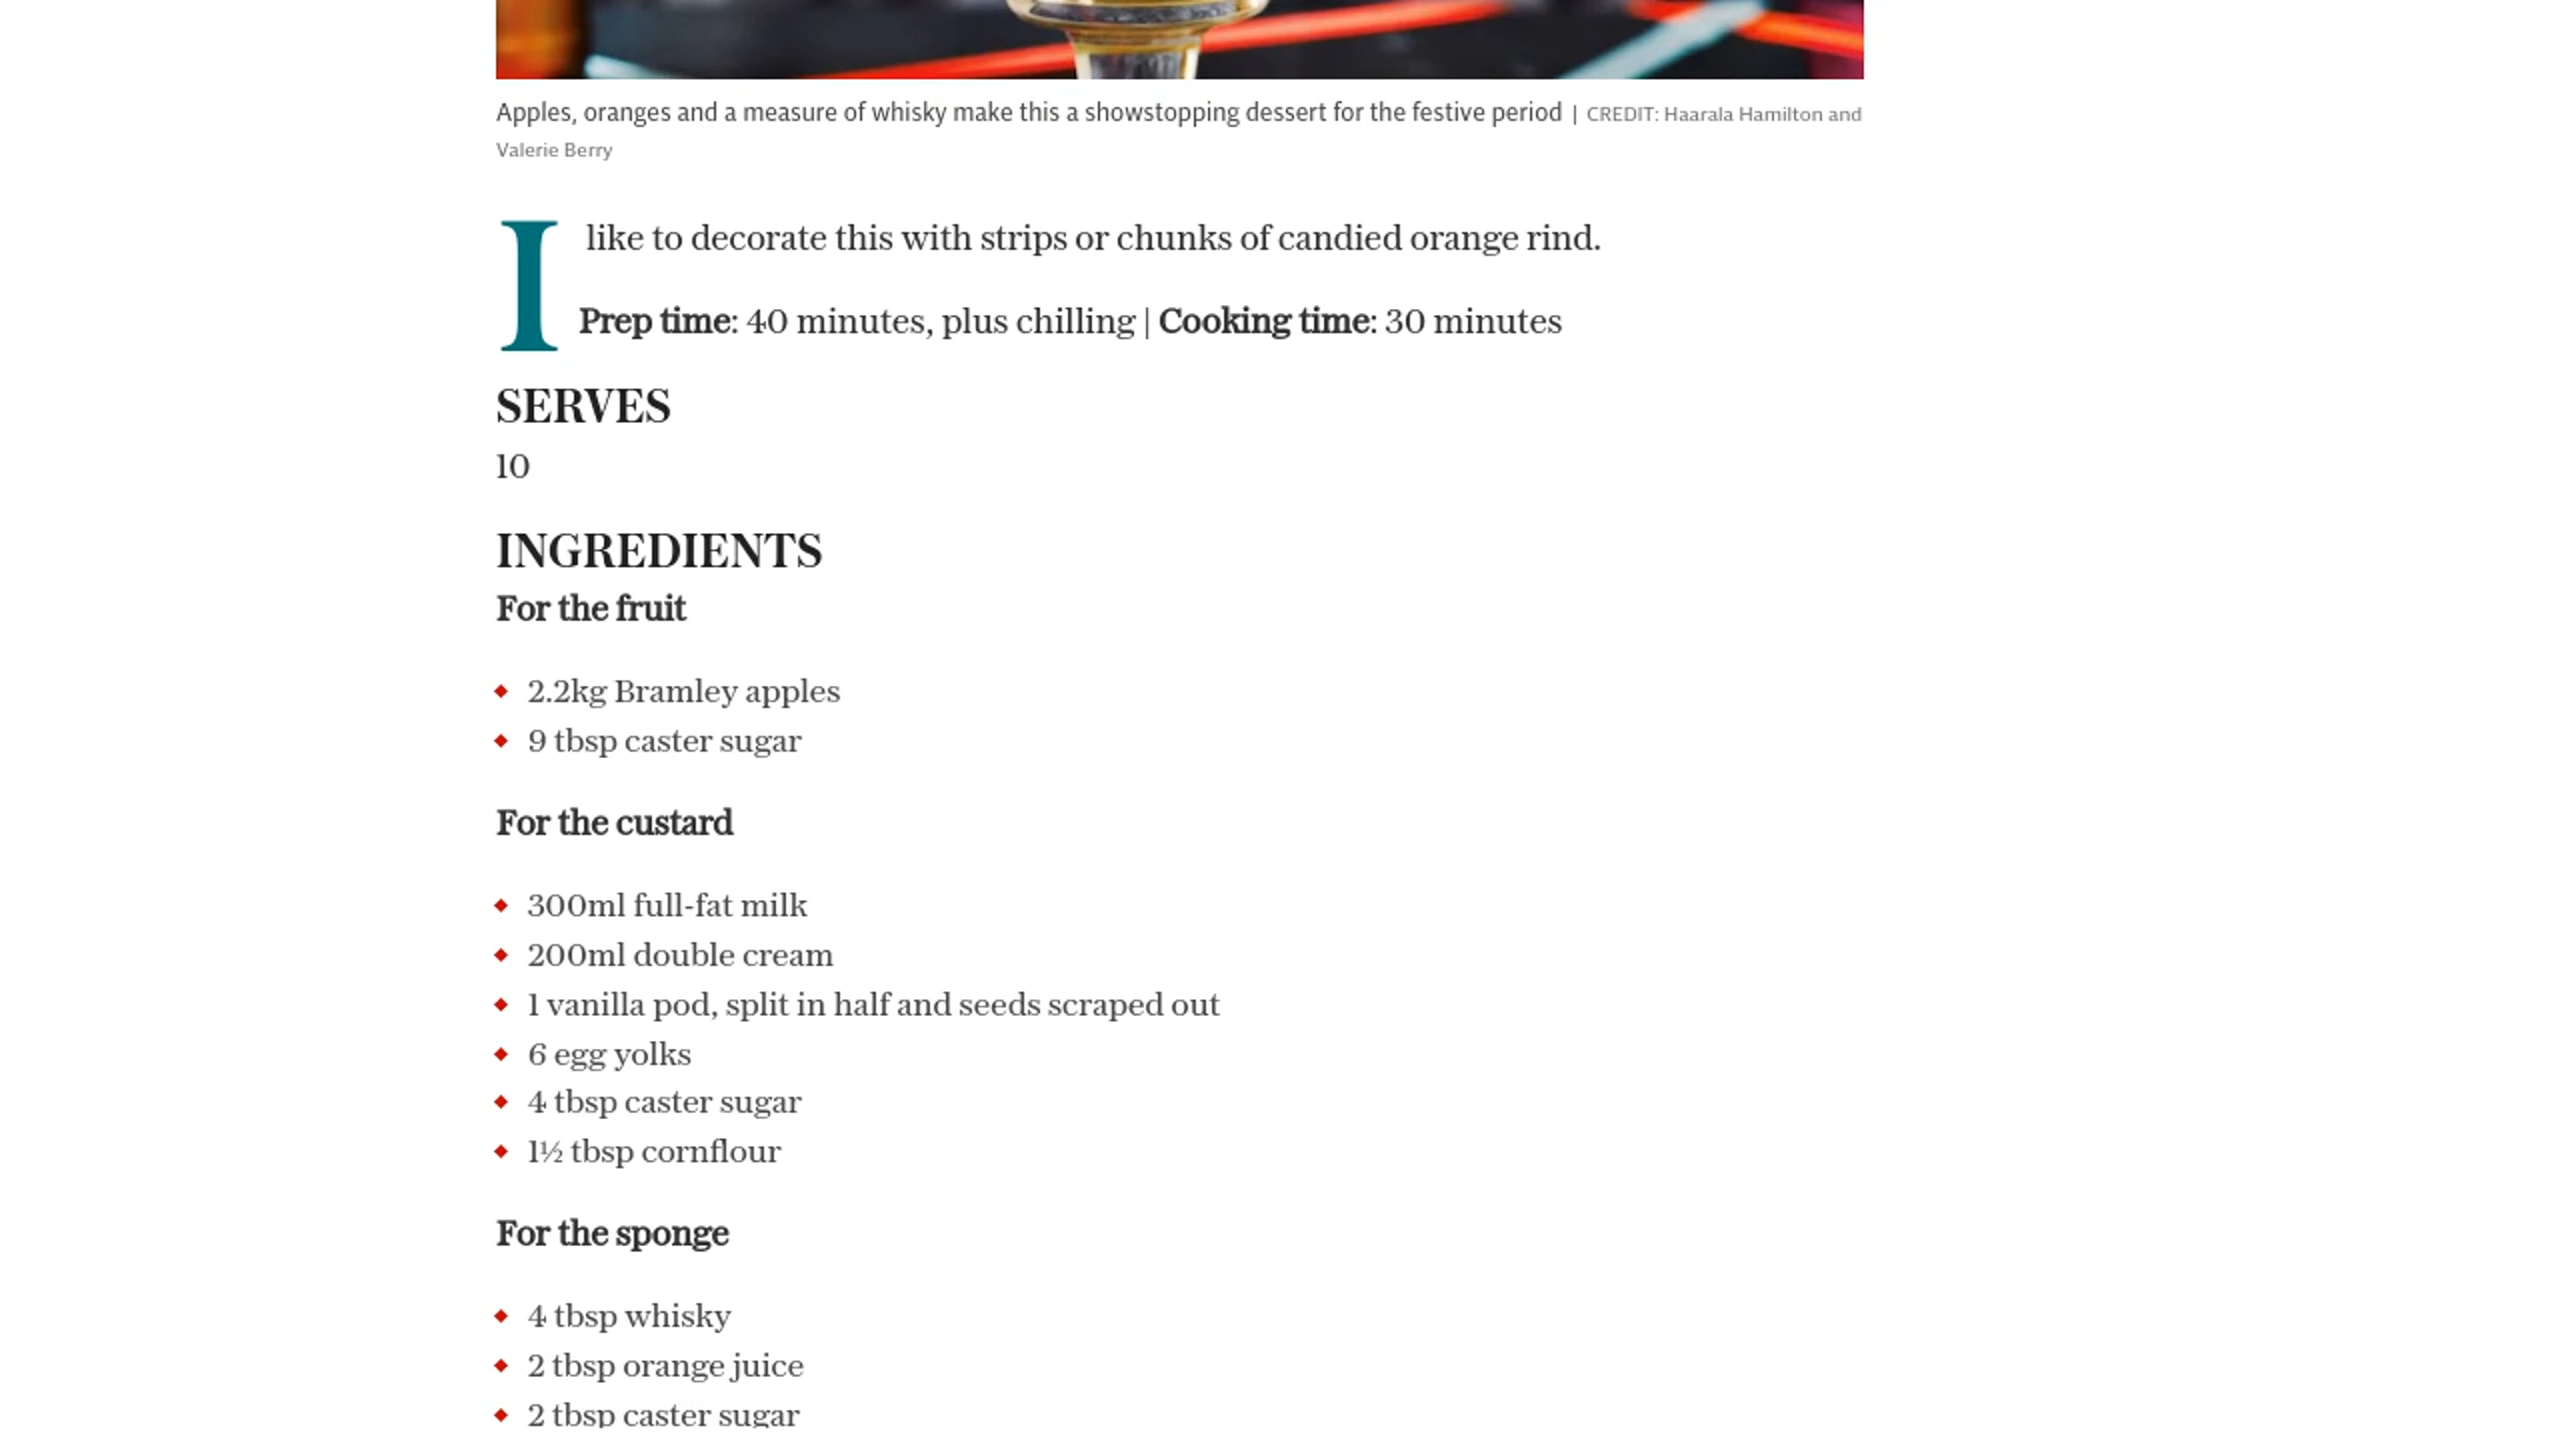 Apples, oranges and a measure of whisky make this a showstopping dessert for the festive period | CREDIT: Haarala Hamilton and
Valerie Berry
I like to decorate this with strips or chunks of candied orange rind.
Prep time: 40 minutes, plus chilling | Cooking time: 30 minutes
SERVES
10
INGREDIENTS
For the fruit
2.2kg Bramley apples
9 tbsp caster sugar
For the custard
300ml full-fat milk
200ml double cream
1 vanilla pod, split in half and seeds scraped out
6 egg yolks
4 tbsp caster sugar
1½ tbsp cornflour
For the sponge
4 tbsp whisky
2 tbsp orange juice
2 tbsp caster sugar